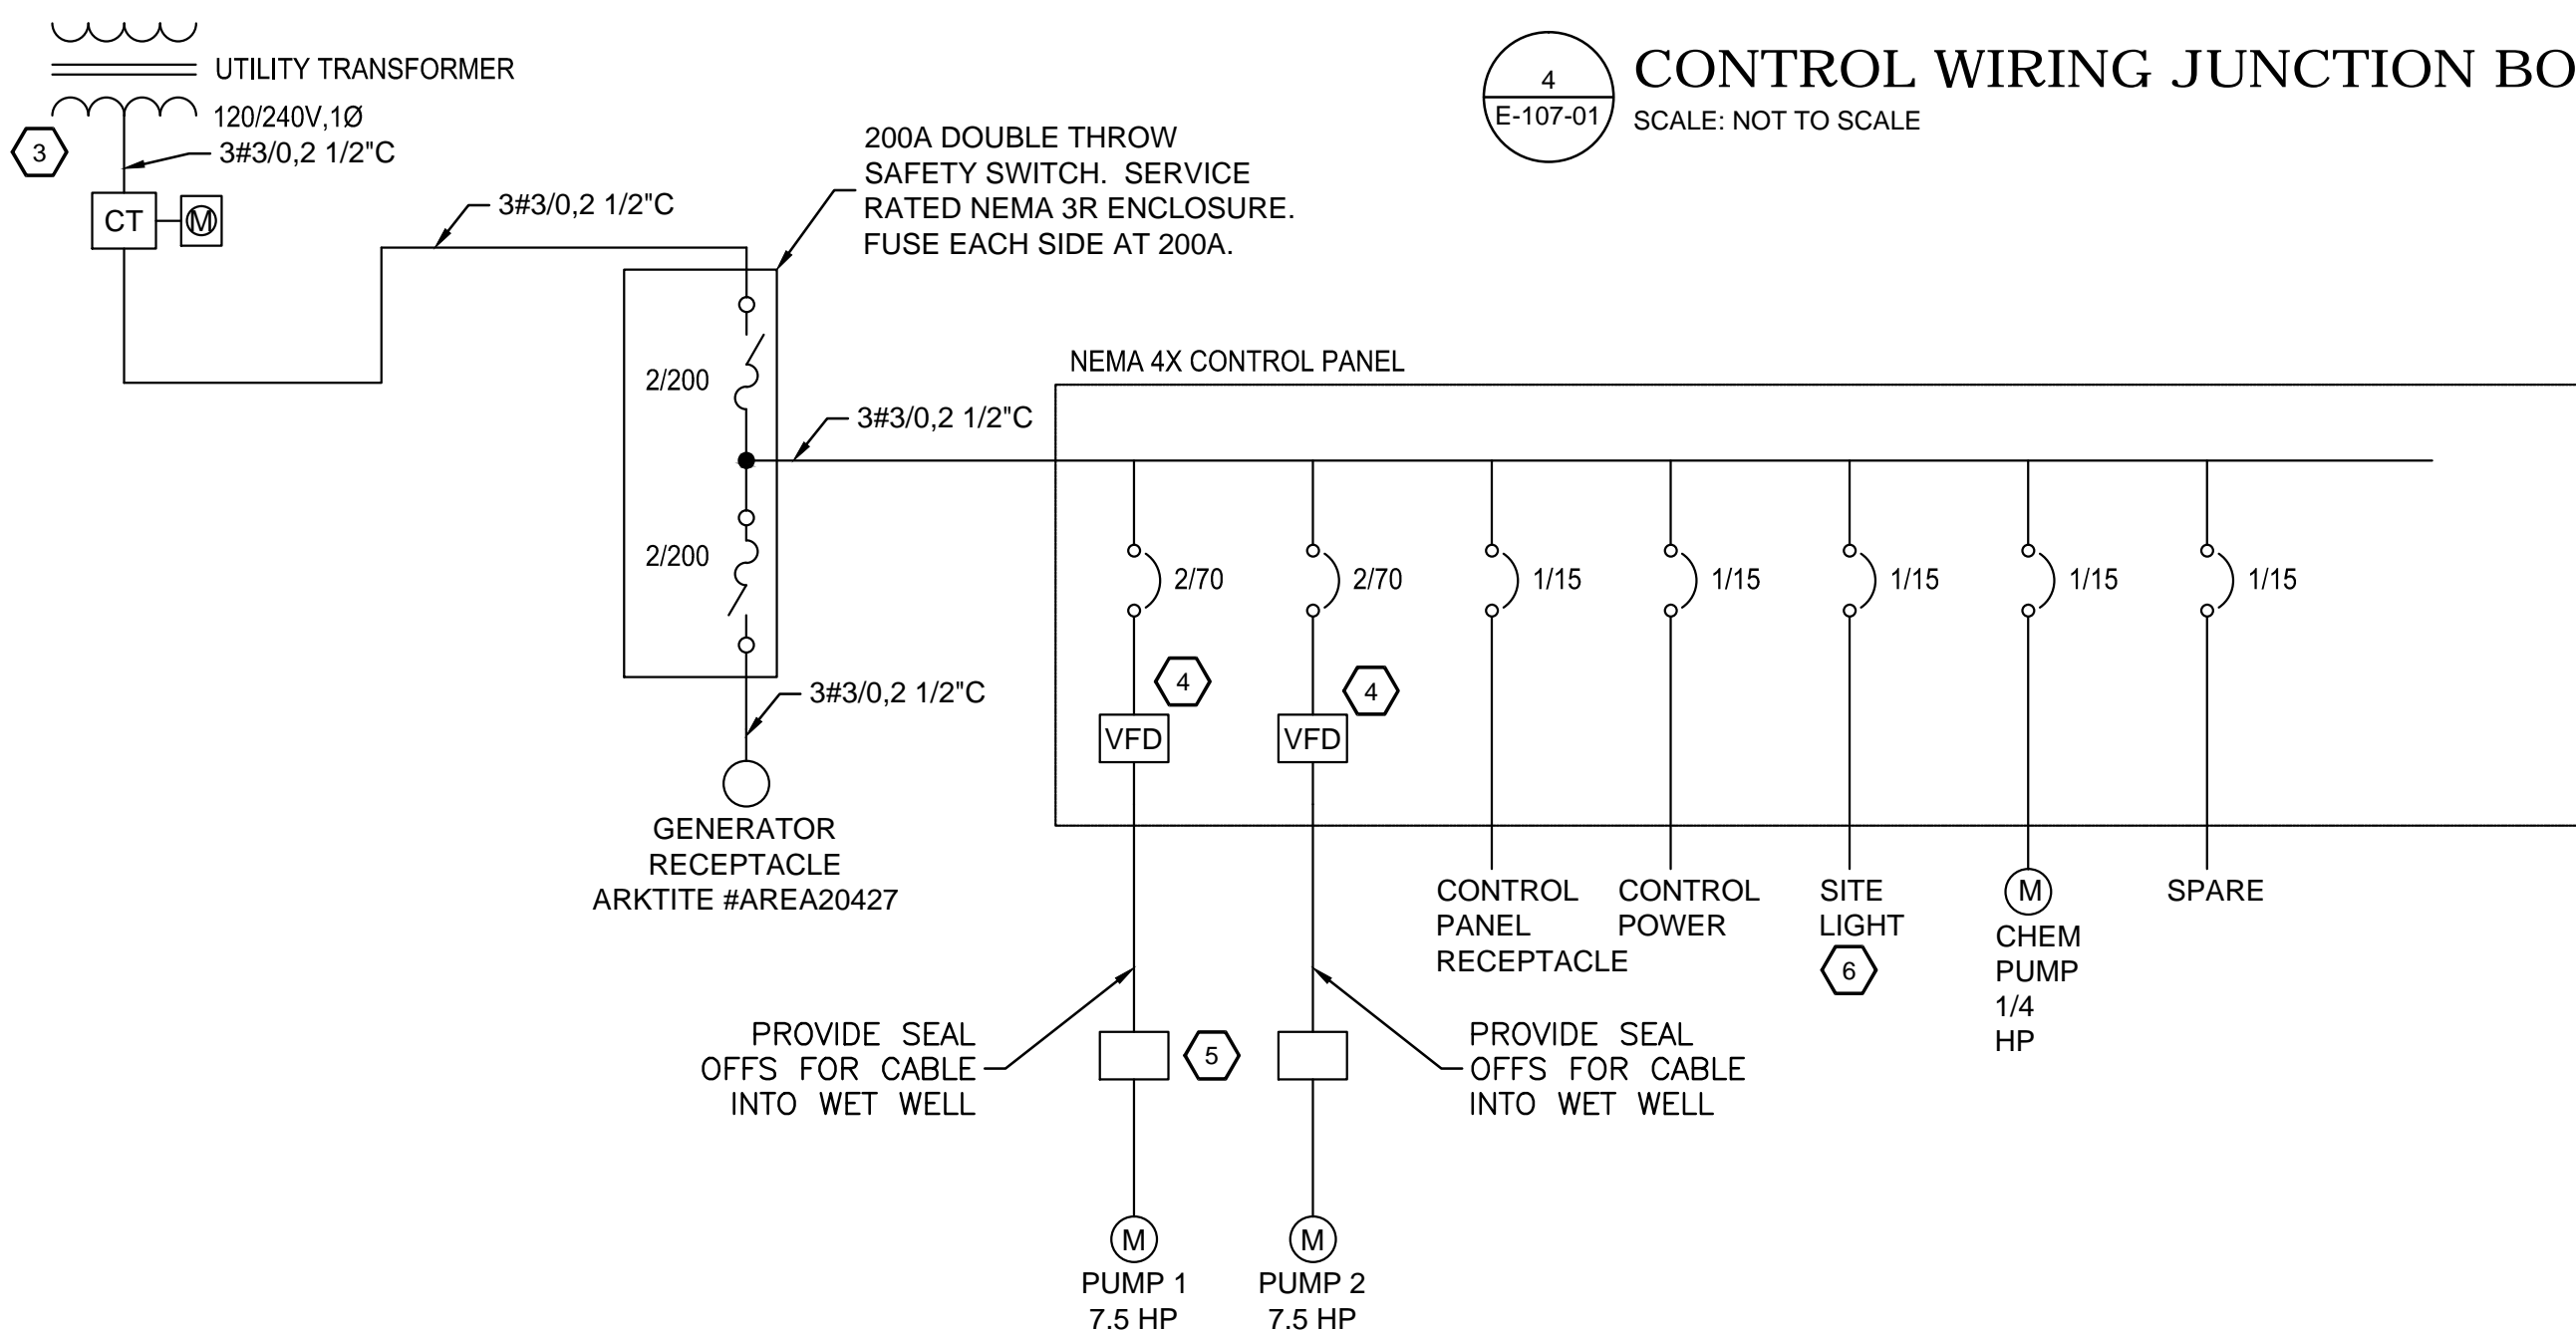 UTILITY TRANSFORMER
120/240V,1Ø
3#3/0,2 1/2"C
3
CT
M
3#3/0,2 1/2"C
200A DOUBLE THROW
SAFETY SWITCH. SERVICE
RATED NEMA 3R ENCLOSURE.
FUSE EACH SIDE AT 200A.
4
E-107-01
CONTROL WIRING JUNCTION BO
SCALE: NOT TO SCALE
2/200
2/200
3#3/0,2 1/2"C
3#3/0,2 1/2"C
GENERATOR
RECEPTACLE
ARKTITE #AREA20427
NEMA 4X CONTROL PANEL
2/70
2/70
1/15
1/15
1/15
1/15
1/15
4
4
VFD
VFD
CONTROL
PANEL
RECEPTACLE
CONTROL
POWER
SITE
LIGHT
6
M
CHEM
PUMP
1/4
HP
SPARE
PROVIDE SEAL
OFFS FOR CABLE
INTO WET WELL
5
PROVIDE SEAL
OFFS FOR CABLE
INTO WET WELL
M
PUMP 1
7.5 HP
M
PUMP 2
7.5 HP